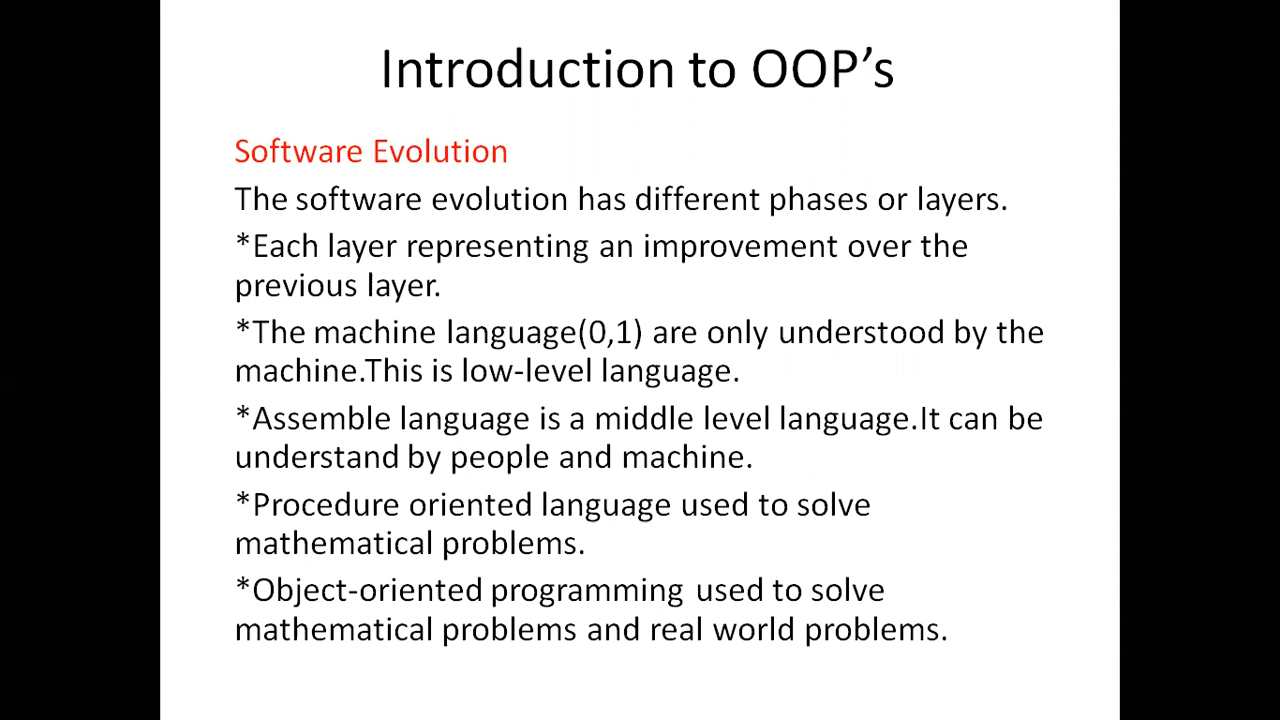 Introduction to OOP’s
Software Evolution
The software evolution has different phases or layers.
*Each layer representing an improvement over the
previous layer.
*The machine language(0,1) are only understood by the
machine.This is low-level language.
*Assemble language is a middle level language.It can be
understand by people and machine.
*Procedure oriented language used to solve
mathematical problems.
*Object-oriented programming used to solve
mathematical problems and real world problems.